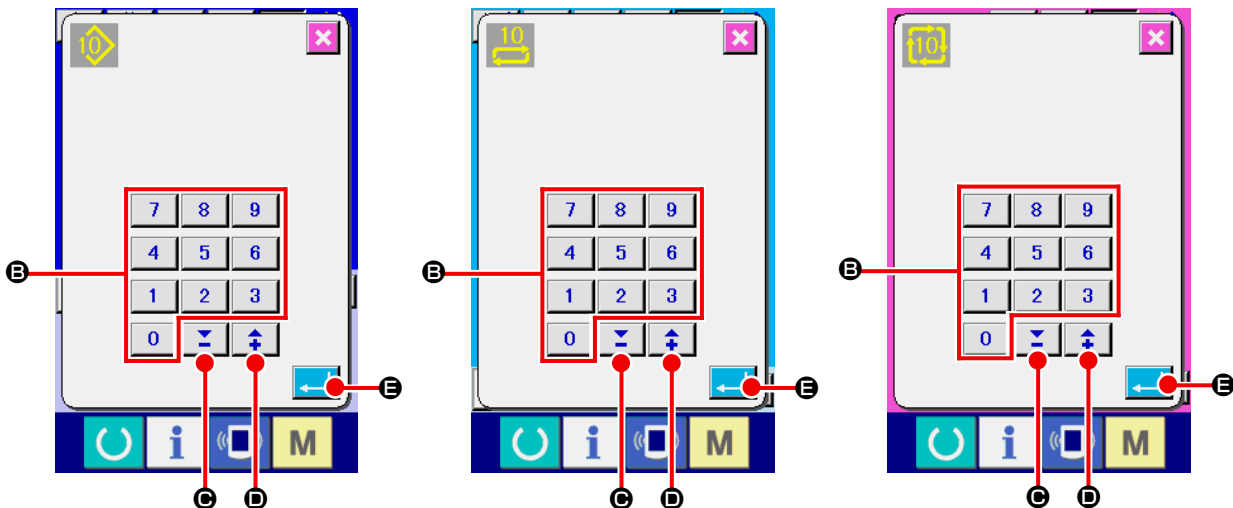 10 10 10
7 8 9 7 8 9 7 8 9
4 5 6 4 5 6 4 5 6
B B B
1 2 3 1 2 3 1 2 3
0 − + 0 − + 0 − +
E E E
i M i M i M
C D C D C D